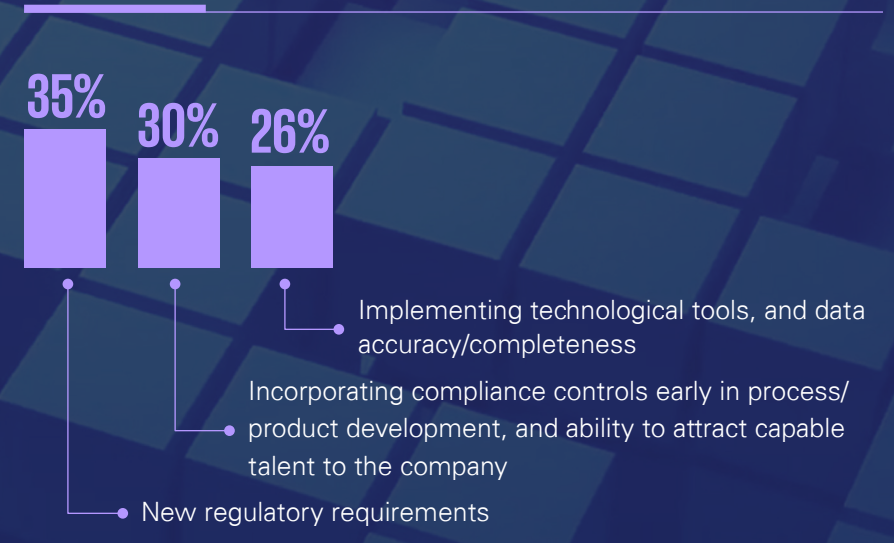 35%
30%
26%
Implementing technological tools, and data
accuracy/completeness
Incorporating compliance controls early in process/
product development, and ability to attract capable
talent to the company
New regulatory requirements